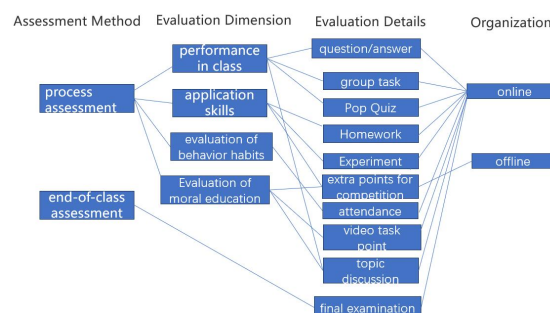 Assessment Method
Evaluation Dimension
Evaluation Details
Organization
performance
in class
question/answer
group task
Pop Quiz
process
assessment
application
skills
online
Homework
evaluation of
behavior habits
Experiment
offline
Evaluation of
moral education
extra points for
competition
end-of-class
assessment
attendance
video task
point
topic
discussion
final examination